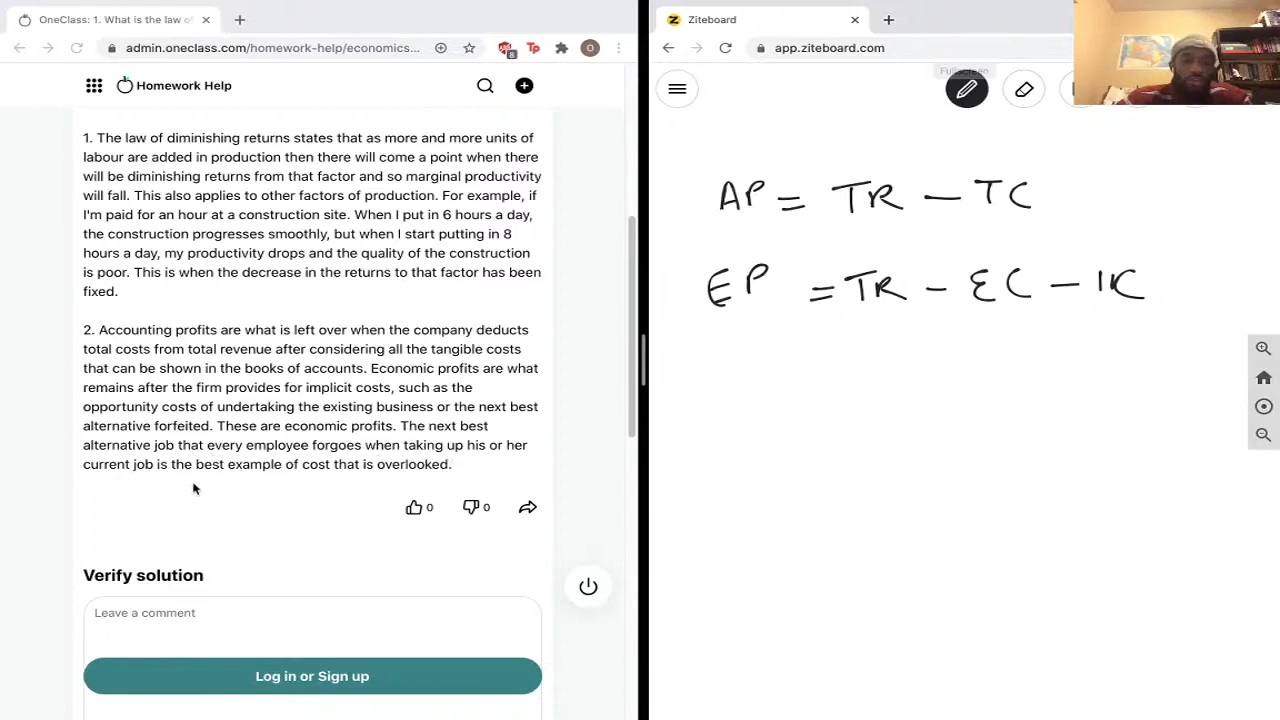 OneClass: 1. What is the law of
admin.oneclass.com/homework-help/economics...
8
Tp
O
Homework Help
1. The law of diminishing returns states that as more and more units of
labour are added in production then there will come a point when there
will be diminishing returns from that factor and so marginal productivity
will fall. This also applies to other factors of production. For example, if
I'm paid for an hour at a construction site. When I put in 6 hours a day,
the construction progresses smoothly, but when I start putting in 8
hours a day, my productivity drops and the quality of the construction
is poor. This is when the decrease in the returns to that factor has been
fixed.
2. Accounting profits are what is left over when the company deducts
total costs from total revenue after considering all the tangible costs
that can be shown in the books of accounts. Economic profits are what
remains after the firm provides for implicit costs, such as the
opportunity costs of undertaking the existing business or the next best
alternative forfeited. These are economic profits. The next best
alternative job that every employee forgoes when taking up his or her
current job is the best example of cost that is overlooked.
0 0
Verify solution
Leave a comment
Log in or Sign up
Z Ziteboard
app.ziteboard.com
Fullscreen
AP = TR - TC
EP = TR - EC - IC